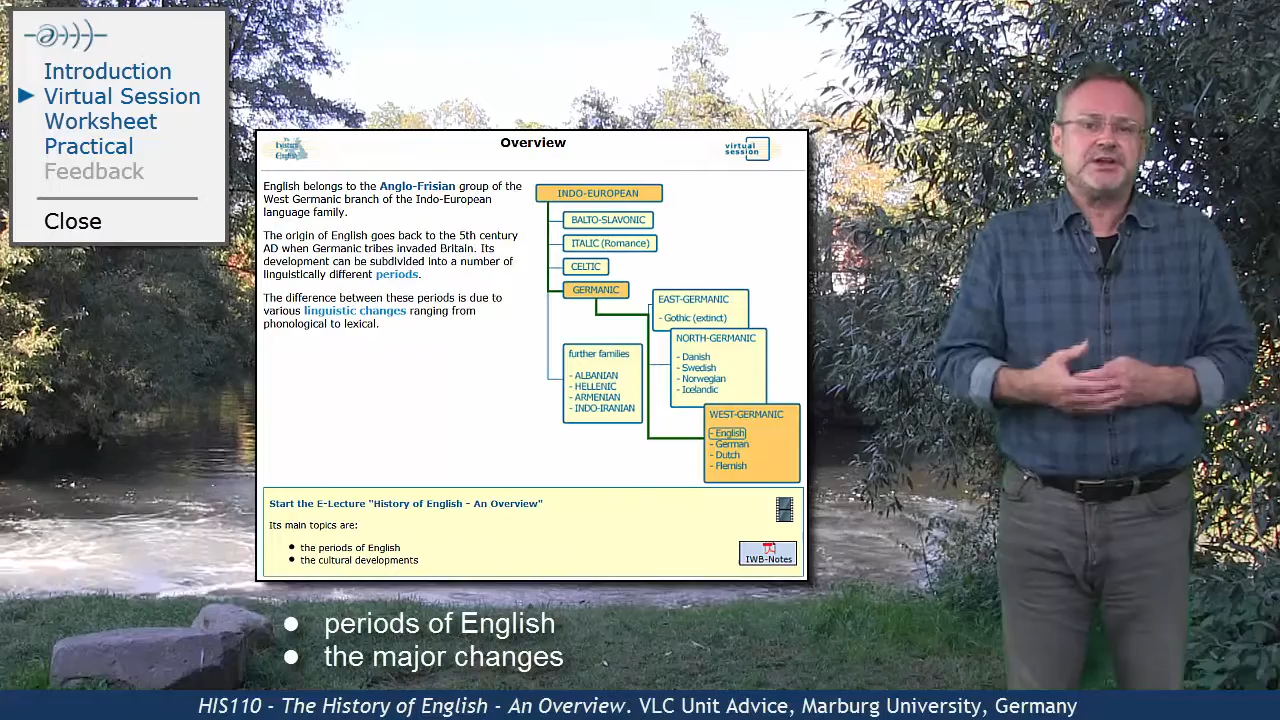 Introduction
Virtual Session
Worksheet
Practical
Feedback
Close
The History of English
Overview
virtual session
English belongs to the Anglo-Frisian group of the
West Germanic branch of the Indo-European
language family.
The origin of English goes back to the 5th century
AD when Germanic tribes invaded Britain. Its
development can be subdivided into a number of
linguistically different periods.
The difference between these periods is due to
various linguistic changes ranging from
phonological to lexical.
INDO-EUROPEAN
BALTO-SLAVONIC
ITALIC (Romance)
CELTIC
GERMANIC
EAST-GERMANIC
- Gothic (extinct)
NORTH-GERMANIC
- Danish
- Swedish
- Norwegian
- Icelandic
further families
- ALBANIAN
- HELLENIC
- ARMENIAN
- INDO-IRANIAN
WEST-GERMANIC
- English
- German
- Dutch
- Flemish
Start the E-Lecture "History of English - An Overview"
Its main topics are:
● the periods of English
● the cultural developments
IWB-Notes
● periods of English
● the major changes
HIS110 - The History of English - An Overview. VLC Unit Advice, Marburg University, Germany